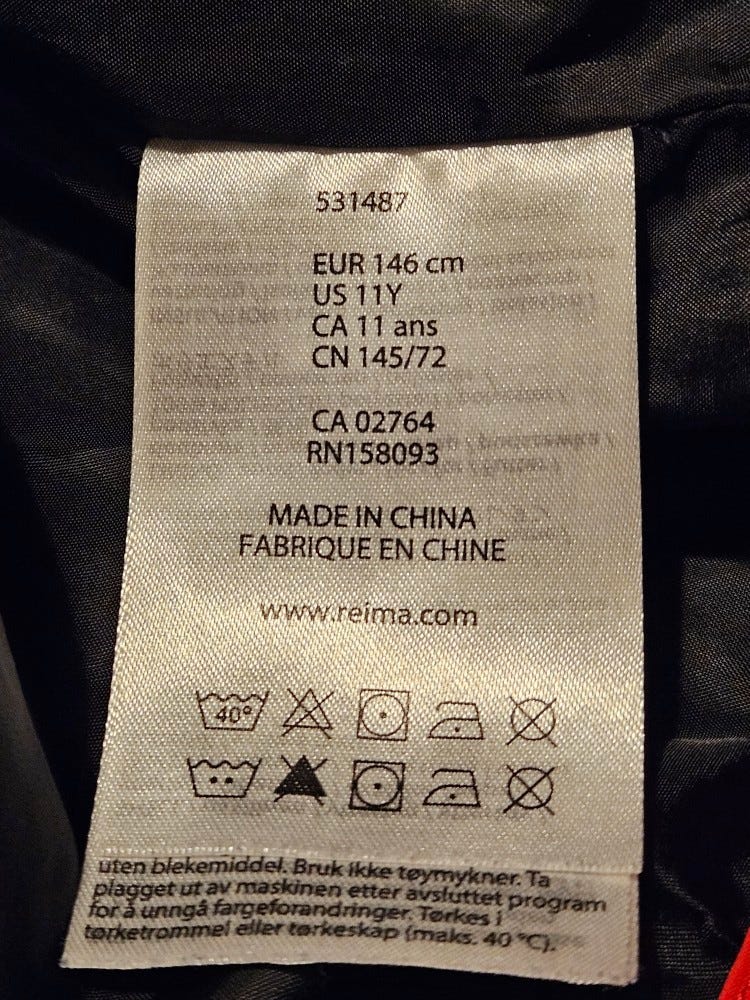 531487
EUR 146 cm
US 11Y
CA 11 ans
CN 145/72
CA 02764
RN158093
MADE IN CHINA
FABRIQUE EN CHINE
www.reima.com
40°
uten blekemiddel. Bruk ikke tøymykner. Ta
plagget ut av maskinen etter avsluttet program
for å unngå fargeforandringer. Tørkes i
tørketrommel eller tørkeskap (maks. 40 °C).